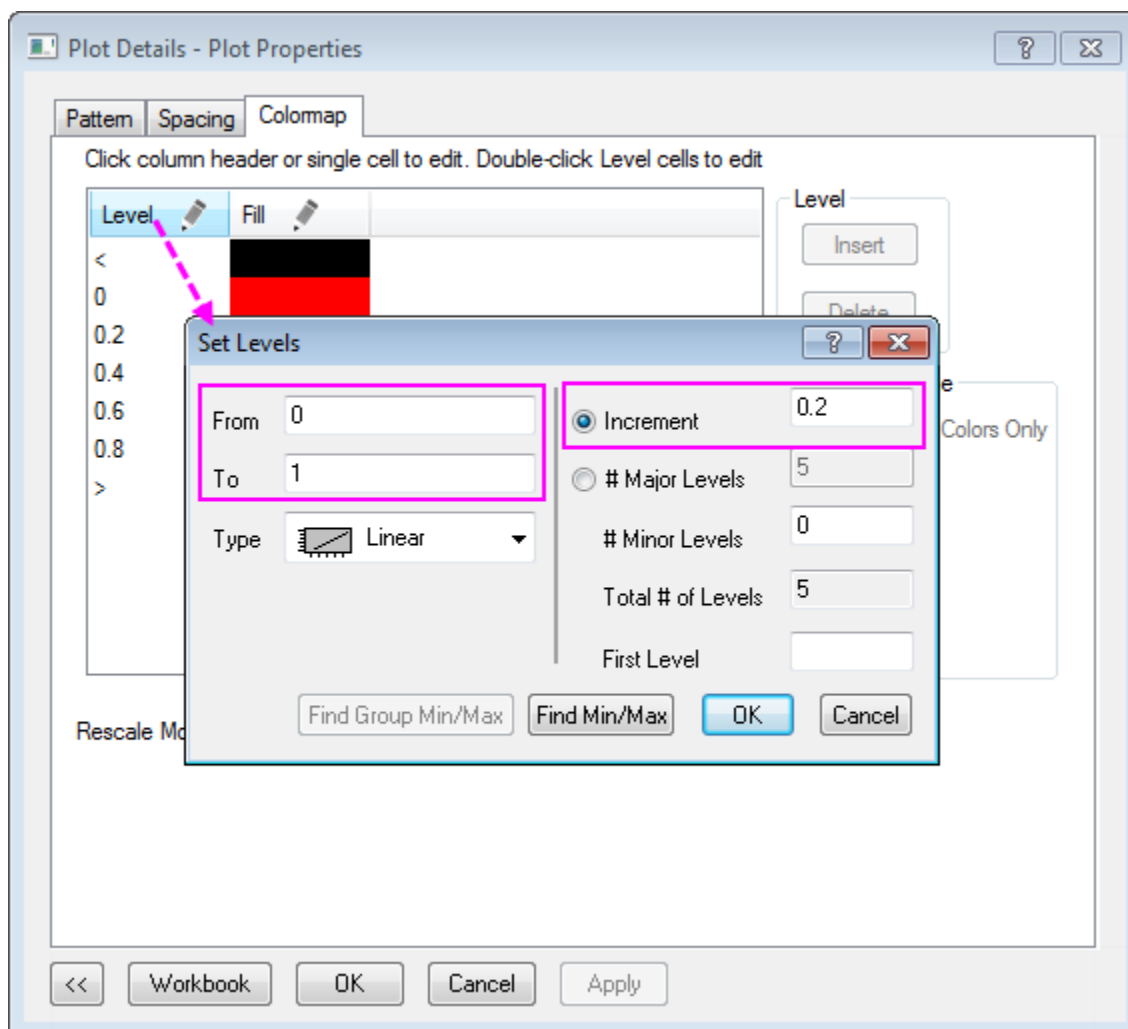 Plot Details - Plot Properties
Pattern Spacing Colormap
Click column header or single cell to edit. Double-click Level cells to edit
Level Fill
Level
Insert
Delete
<
0
0.2
0.4
0.6
0.8
>
Set Levels
From 0
To 1
Type Linear
Increment 0.2
# Major Levels 5
# Minor Levels 0
Total # of Levels 5
First Level
Find Group Min/Max Find Min/Max OK Cancel
e
Colors Only
Rescale Mo
<< Workbook OK Cancel Apply